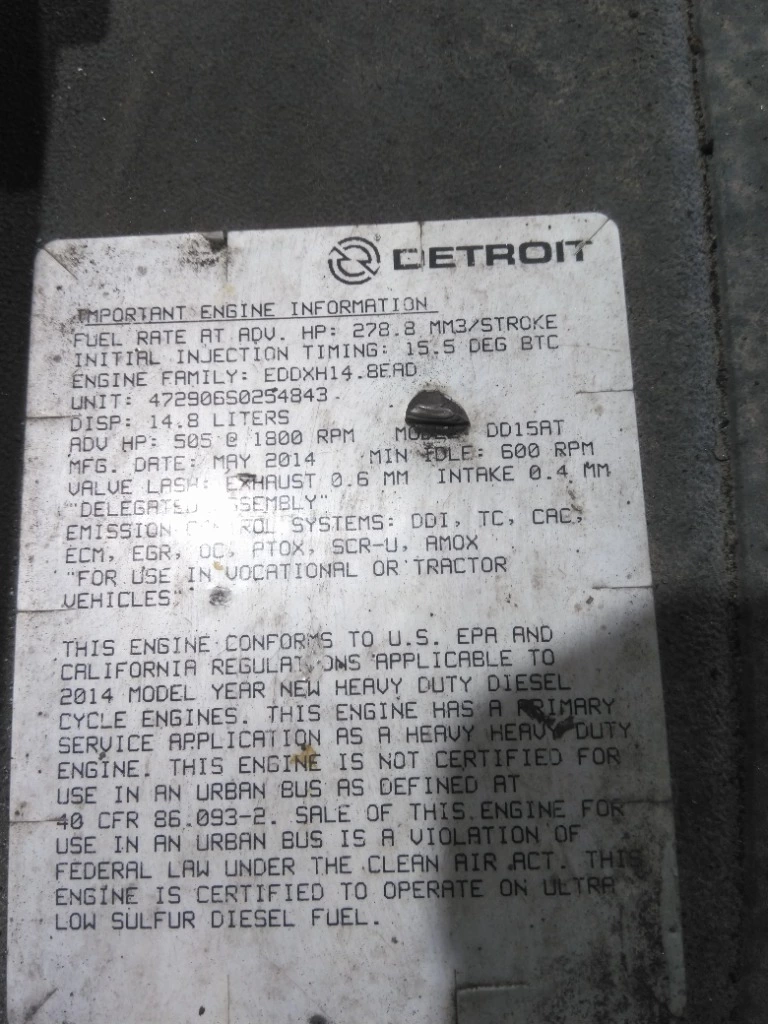 DETROIT
IMPORTANT ENGINE INFORMATION
FUEL RATE AT ADV. HP: 278.8 MM3/STROKE
INITIAL INJECTION TIMING: 15.5 DEG BTC
ENGINE FAMILY: EDDXH14.8EAD
UNIT: 472906S0254843
DISP: 14.8 LITERS
ADV HP: 505 @ 1800 RPM DD15AT
MFG. DATE: MAY 2014 MIN IDLE: 600 RPM
VALVE LASH: EXHAUST 0.6 MM INTAKE 0.4 MM
"DELEGATED ASSEMBLY"
EMISSION CONTROL SYSTEMS: DDI, TC, CAC,
ECM, EGR, OC, PTOX, SCR-U, AMOX
"FOR USE IN VOCATIONAL OR TRACTOR
VEHICLES"
THIS ENGINE CONFORMS TO U.S. EPA AND
CALIFORNIA REGULATIONS APPLICABLE TO
2014 MODEL YEAR NEW HEAVY DUTY DIESEL
CYCLE ENGINES. THIS ENGINE HAS A PRIMARY
SERVICE APPLICATION AS A HEAVY HEAVY DUTY
ENGINE. THIS ENGINE IS NOT CERTIFIED FOR
USE IN AN URBAN BUS AS DEFINED AT
40 CFR 86.093-2. SALE OF THIS ENGINE FOR
USE IN AN URBAN BUS IS A VIOLATION OF
FEDERAL LAW UNDER THE CLEAN AIR ACT. THIS
ENGINE IS CERTIFIED TO OPERATE ON ULTRA
LOW SULFUR DIESEL FUEL.